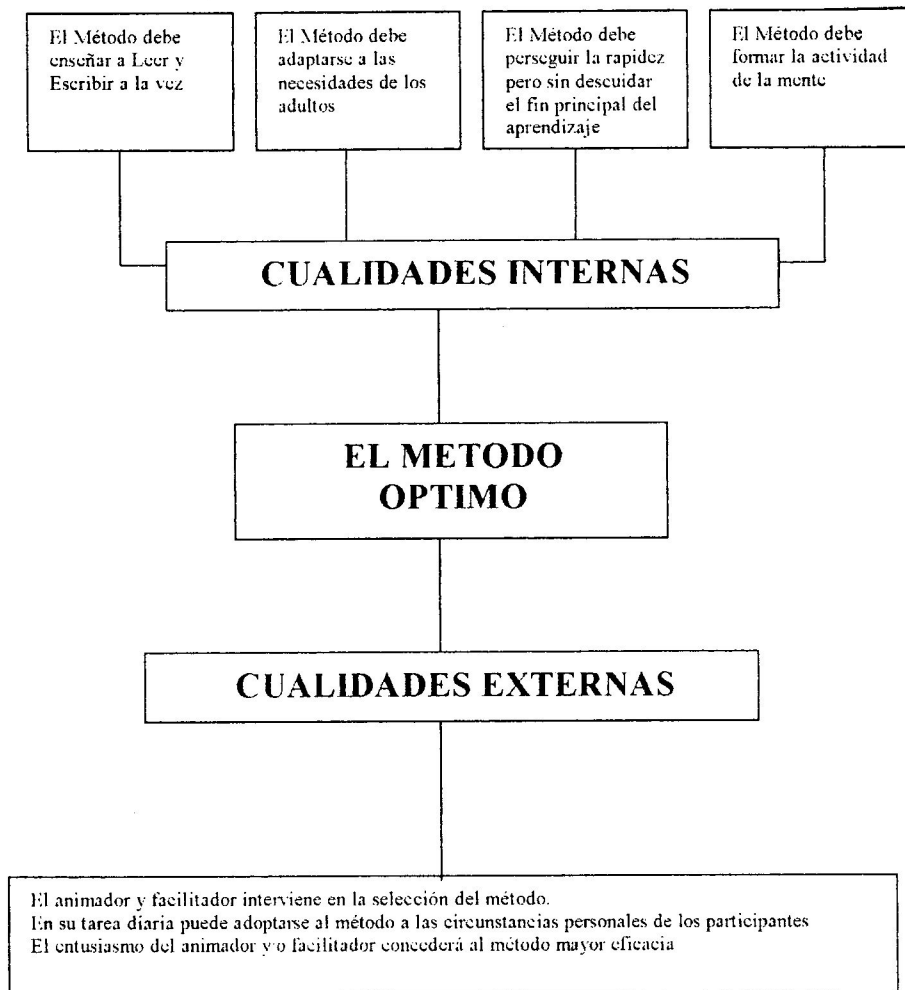 El Método debe
enseñar a Leer y
Escribir a la vez
El Método debe
adaptarse a las
necesidades de los
adultos
El Método debe
perseguir la rapidez
pero sin descuidar
el fin principal del
aprendizaje
El Método debe
formar la actividad
de la mente
CUALIDADES INTERNAS
EL METODO
OPTIMO
CUALIDADES EXTERNAS
El animador y facilitador interviene en la selección del método.
En su tarea diaria puede adoptarse al método a las circunstancias personales de los participantes
El entusiasmo del animador y/o facilitador concederá al método mayor eficacia